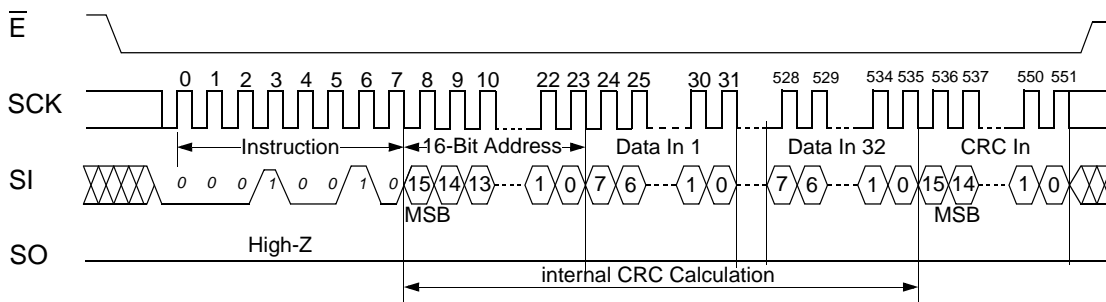 E
0 1 2 3 4 5 6 7 8 9 10 22 23 24 25 30 31 528 529 534 535 536 537 550 551
SCK
Instruction 16-Bit Address Data In 1 Data In 32 CRC In
SI 0 0 0 1 0 0 1 0 15 14 13 1 0 7 6 1 0 7 6 1 0 15 14 1 0
MSB MSB
High-Z
SO
internal CRC Calculation